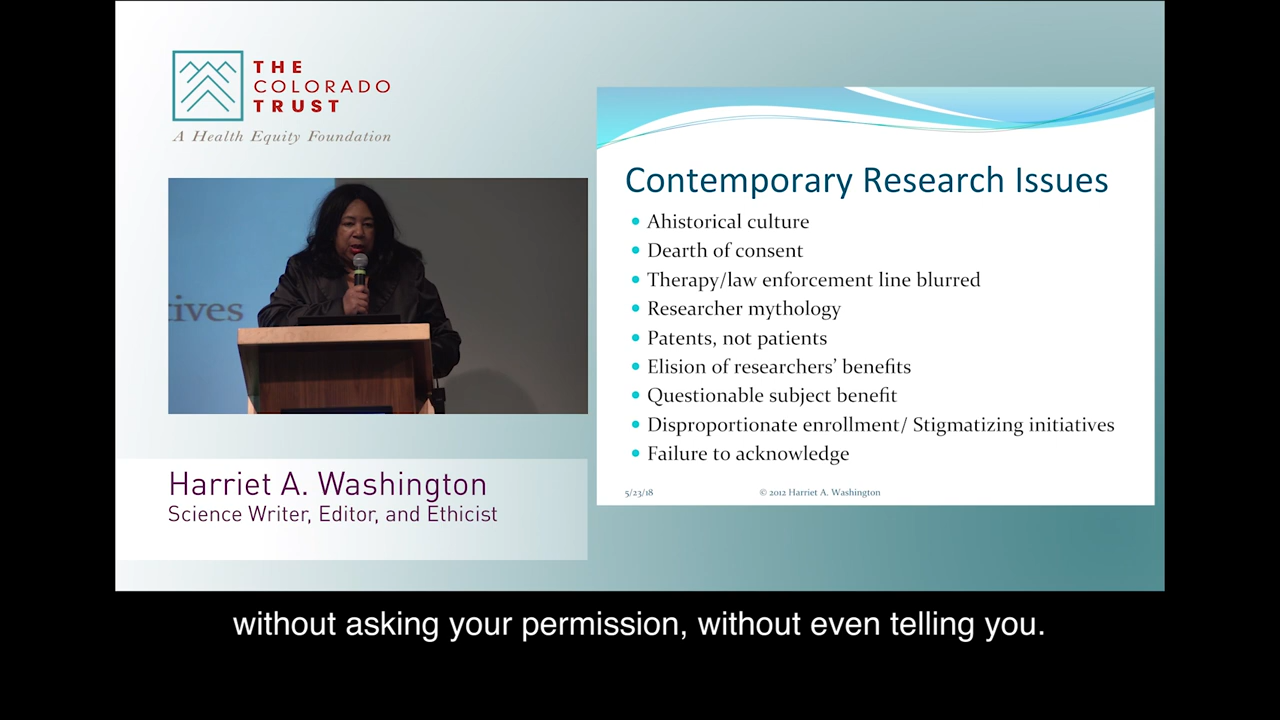 THE
COLORADO
TRUST
A Health Equity Foundation
tives
Harriet A. Washington
Science Writer, Editor, and Ethicist
Contemporary Research Issues
Ahistorical culture
Dearth of consent
Therapy/law enforcement line blurred
Researcher mythology
Patents, not patients
Elision of researchers’ benefits
Questionable subject benefit
Disproportionate enrollment/ Stigmatizing initiatives
Failure to acknowledge
5/23/18
© 2012 Harriet A. Washington
without asking your permission, without even telling you.